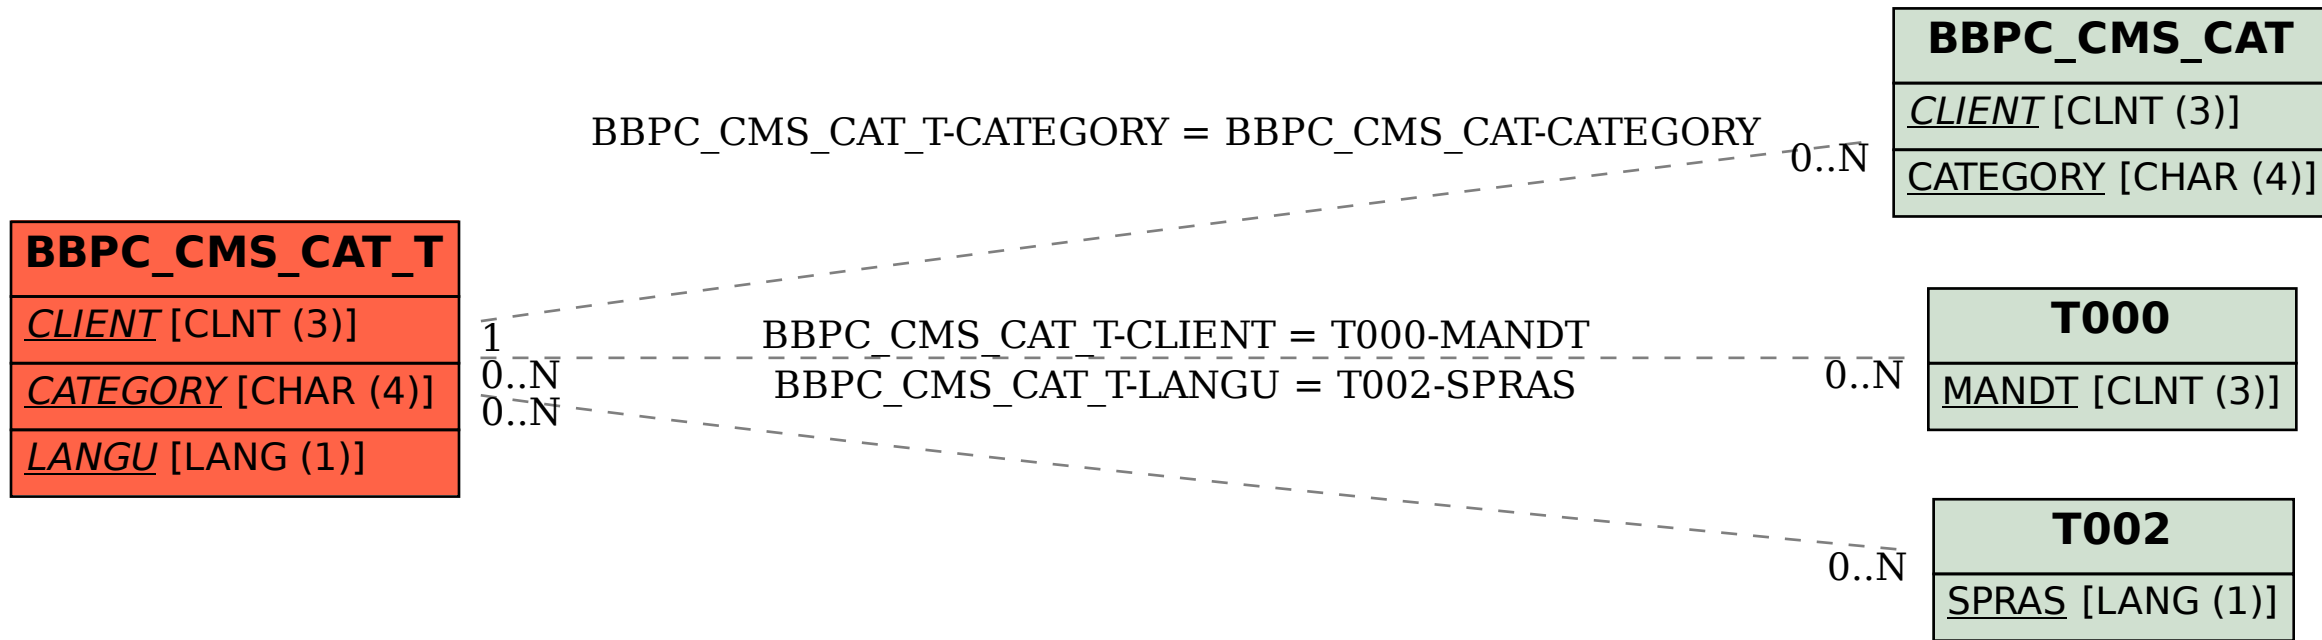 BBPC_CMS_CAT
CLIENT [CLNT (3)]
CATEGORY [CHAR (4)]
BBPC_CMS_CAT_T-CATEGORY = BBPC_CMS_CAT-CATEGORY
0..N
BBPC_CMS_CAT_T
CLIENT [CLNT (3)]
CATEGORY [CHAR (4)]
LANGU [LANG (1)]
1
0..N
0..N
BBPC_CMS_CAT_T-CLIENT = T000-MANDT
BBPC_CMS_CAT_T-LANGU = T002-SPRAS
0..N
T000
MANDT [CLNT (3)]
0..N
T002
SPRAS [LANG (1)]